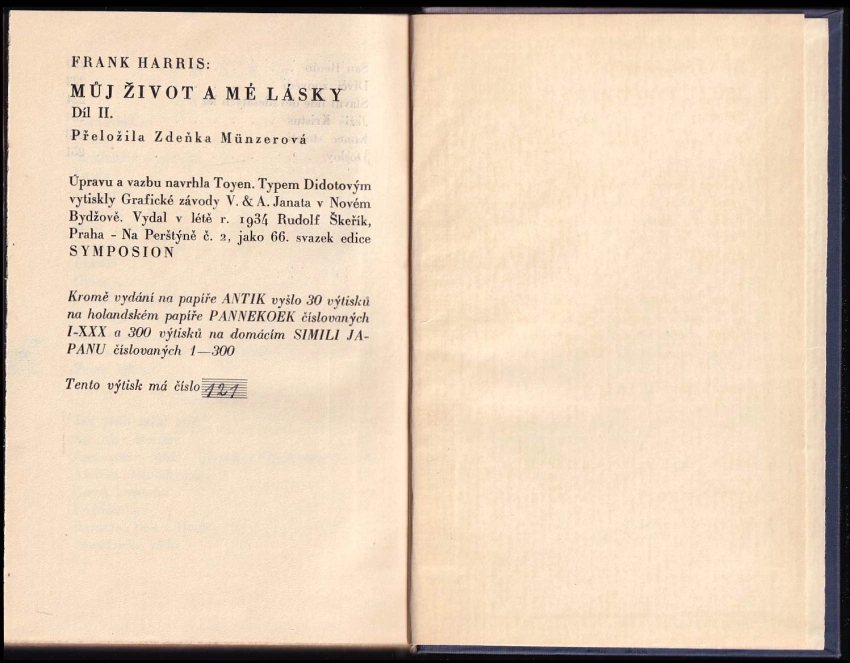 FRANK HARRIS:
MŮJ ŽIVOT A MÉ LÁSKY
Díl II.
Přeložila Zdeňka Münzerová
Úpravu a vazbu navrhla Toyen. Typem Didotovým
vytiskly Grafické závody V. & A. Janata v Novém
Bydžově. Vydal v létě r. 1934 Rudolf Škeřík,
Praha - Na Perštýně č. 2, jako 66. svazek edice
SYMPOSION
Kromě vydání na papíře ANTIK vyšlo 30 výtisků
na holandském papíře PANNEKOEK číslovaných
I-XXX a 300 výtisků na domácím SIMILI JA-
PANU číslovaných 1—300
Tento výtisk má číslo 121